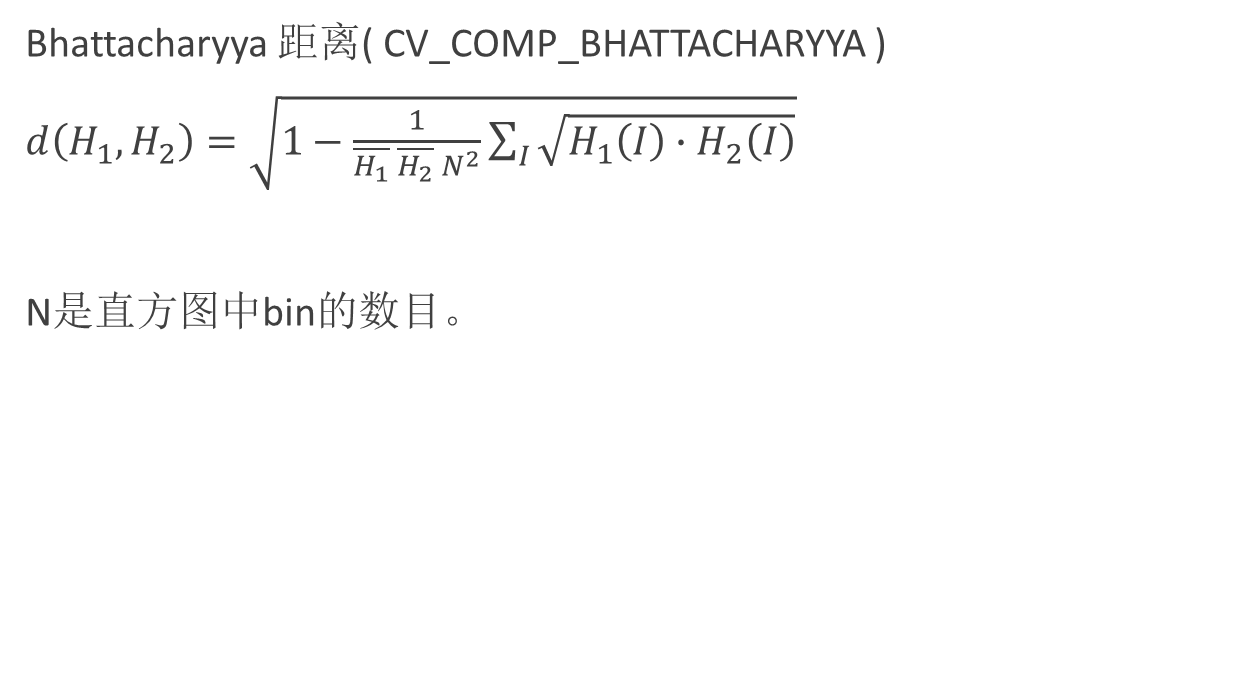 Bhattacharyya 距离( CV_COMP_BHATTACHARYYA )
d(H₁, H₂) = √(1 − 1/(H̅₁ H̅₂ N²) ∑_I √(H₁(I) · H₂(I)))
N是直方图中bin的数目。